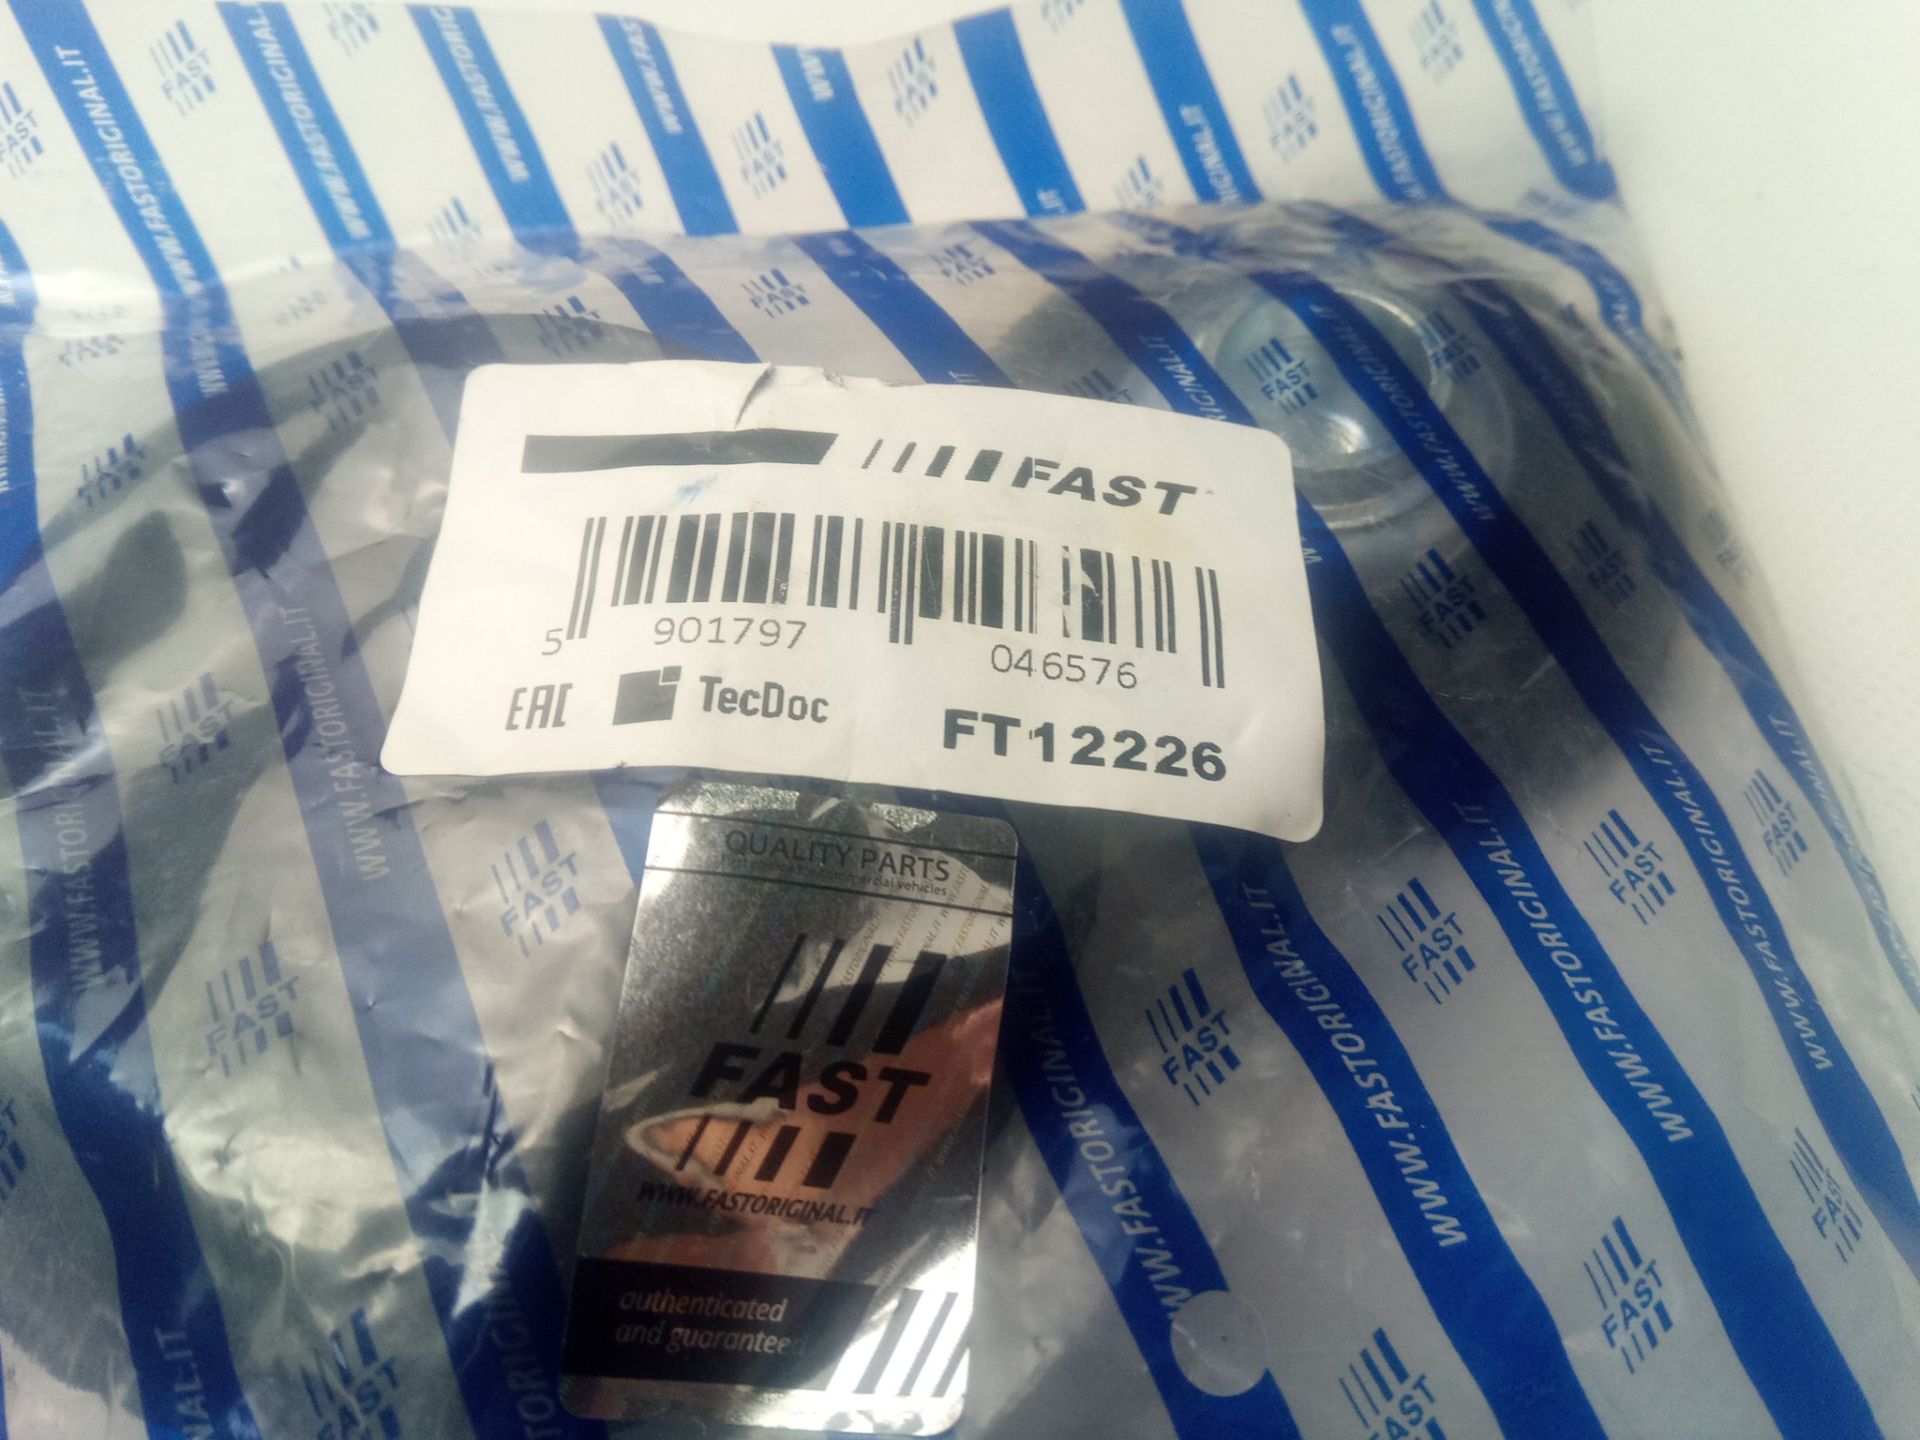 FAST
5 901797 046576
EAC TecDoc FT12226
QUALITY PARTS
FAST
WWW.FASTORIGINAL.IT
authenticated
and guaranteed
WWW.FASTORIGINAL.IT
FAST